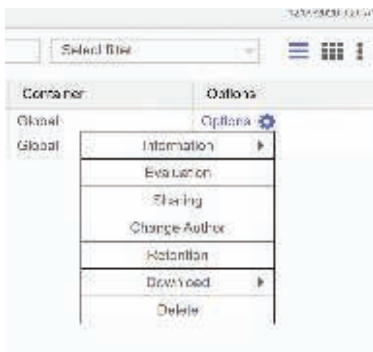 Select filter
Container Options
Global Options
Global Information
Evaluation
Sharing
Change Author
Retention
Download
Delete